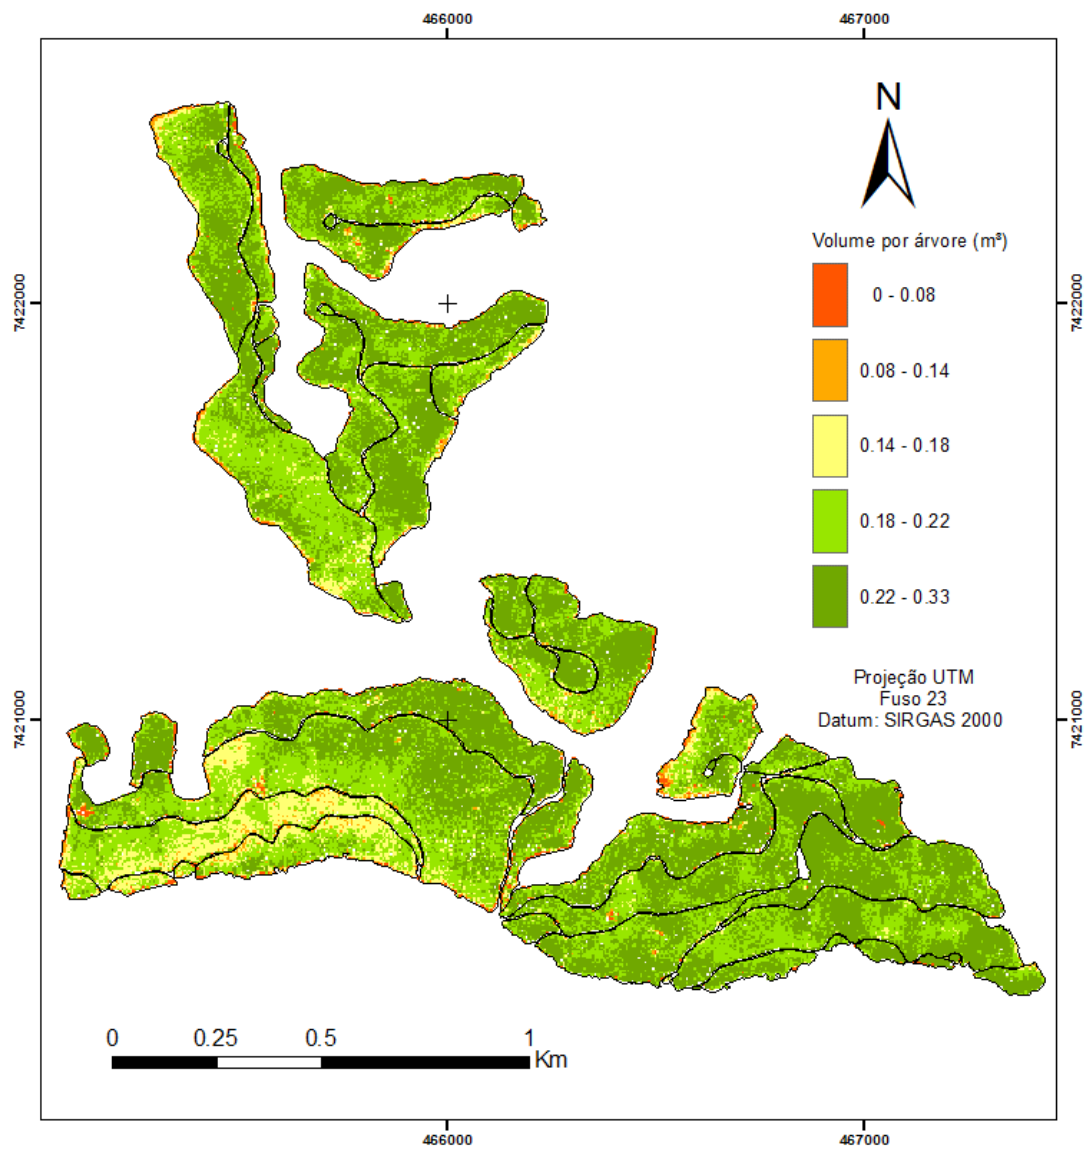 466000
467000
N
Volume por árvore (m³)
0 - 0.08
7422000
7422000
0.08 - 0.14
0.14 - 0.18
0.18 - 0.22
0.22 - 0.33
Projeção UTM
Fuso 23
Datum: SIRGAS 2000
7421000
7421000
0
0.25
0.5
1
Km
466000
467000